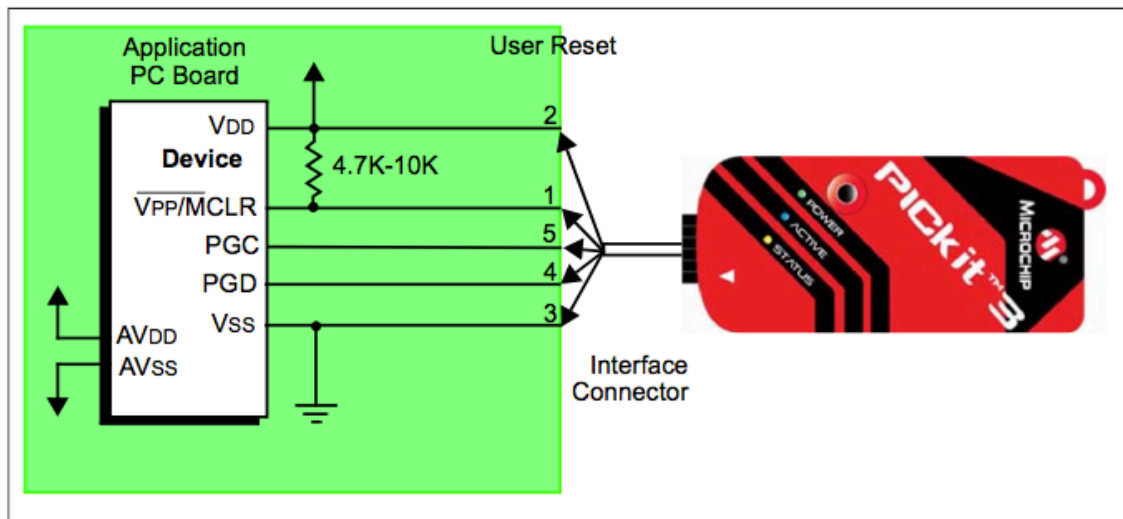 Application
PC Board
User Reset
VDD
2
Device
4.7K-10K
VPP/MCLR
1
PGC
5
PGD
4
VSS
3
AVDD
AVSS
Interface
Connector
POWER
ACTIVE
STATUS
PICkit™ 3
MICROCHIP